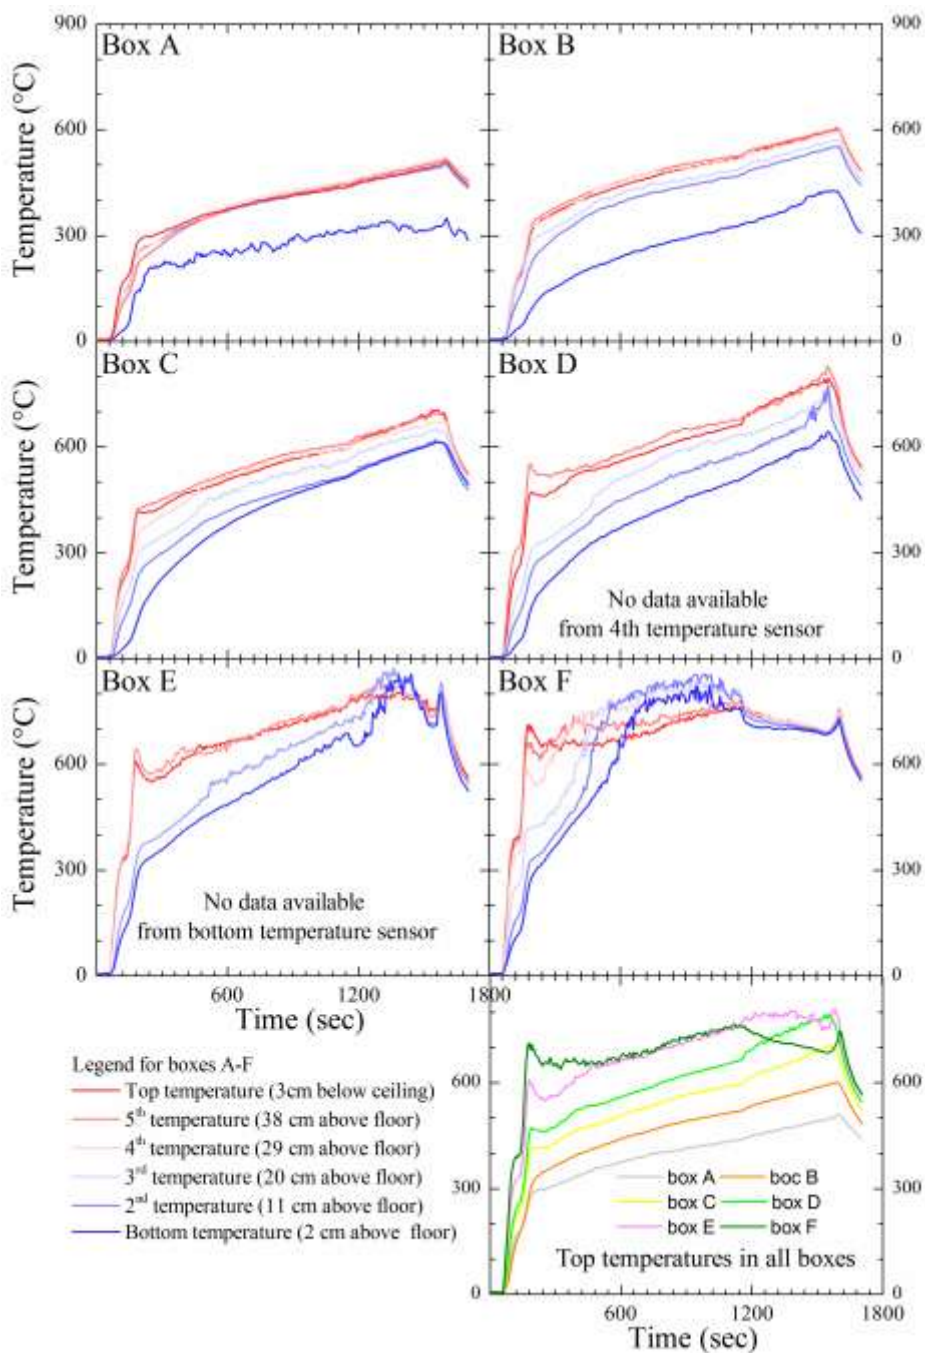 900
Box A
Box B
900
600
600
300
300
0
0
Temperature (°C)
Box C
Box D
600
600
300
300
No data available
from 4th temperature sensor
0
0
Temperature (°C)
Box E
Box F
600
600
300
300
No data available
from bottom temperature sensor
0
0
Temperature (°C)
600
1200
1800
Time (sec)
Legend for boxes A-F
Top temperature (3cm below ceiling)
5th temperature (38 cm above floor)
4th temperature (29 cm above floor)
3rd temperature (20 cm above floor)
2nd temperature (11 cm above floor)
Bottom temperature (2 cm above floor)
600
300
box A
boc B
box C
box D
box E
box F
Top temperatures in all boxes
0
600
1200
1800
Time (sec)